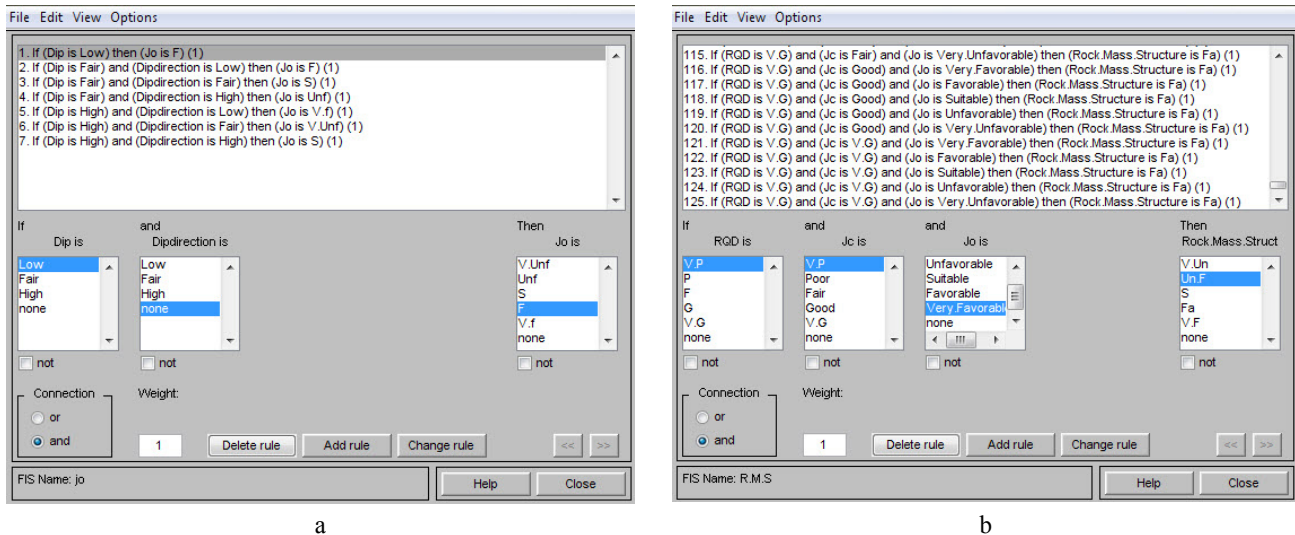 File Edit View Options
1. If (Dip is Low) then (Jo is F) (1)
2. If (Dip is Fair) and (Dipdirection is Low) then (Jo is F) (1)
3. If (Dip is Fair) and (Dipdirection is Fair) then (Jo is S) (1)
4. If (Dip is Fair) and (Dipdirection is High) then (Jo is Unf) (1)
5. If (Dip is High) and (Dipdirection is Low) then (Jo is V.f) (1)
6. If (Dip is High) and (Dipdirection is Fair) then (Jo is V.Unf) (1)
7. If (Dip is High) and (Dipdirection is High) then (Jo is S) (1)
If and Then
Dip is Dipdirection is Jo is
Low Low V.Unf
Fair Fair Unf
High High S
none none F
V.f
none
not not not
Connection Weight:
or
and 1 Delete rule Add rule Change rule << >>
FIS Name: jo Help Close
a
File Edit View Options
115. If (RQD is V.G) and (Jc is Fair) and (Jo is Very.Unfavorable) then (Rock.Mass.Structure is Fa) (1)
116. If (RQD is V.G) and (Jc is Good) and (Jo is Very.Favorable) then (Rock.Mass.Structure is Fa) (1)
117. If (RQD is V.G) and (Jc is Good) and (Jo is Favorable) then (Rock.Mass.Structure is Fa) (1)
118. If (RQD is V.G) and (Jc is Good) and (Jo is Suitable) then (Rock.Mass.Structure is Fa) (1)
119. If (RQD is V.G) and (Jc is Good) and (Jo is Unfavorable) then (Rock.Mass.Structure is Fa) (1)
120. If (RQD is V.G) and (Jc is Good) and (Jo is Very.Unfavorable) then (Rock.Mass.Structure is Fa) (1)
121. If (RQD is V.G) and (Jc is V.G) and (Jo is Very.Favorable) then (Rock.Mass.Structure is Fa) (1)
122. If (RQD is V.G) and (Jc is V.G) and (Jo is Favorable) then (Rock.Mass.Structure is Fa) (1)
123. If (RQD is V.G) and (Jc is V.G) and (Jo is Suitable) then (Rock.Mass.Structure is Fa) (1)
124. If (RQD is V.G) and (Jc is V.G) and (Jo is Unfavorable) then (Rock.Mass.Structure is Fa) (1)
125. If (RQD is V.G) and (Jc is V.G) and (Jo is Very.Unfavorable) then (Rock.Mass.Structure is Fa) (1)
If and and Then
RQD is Jc is Jo is Rock.Mass.Struct
V.P V.P Unfavorable V.Un
P Poor Suitable Un.F
F Fair Favorable S
G Good Very.Favorabl Fa
V.G V.G none V.F
none none none
not not not not
Connection Weight:
or
and 1 Delete rule Add rule Change rule << >>
FIS Name: R.M.S Help Close
b